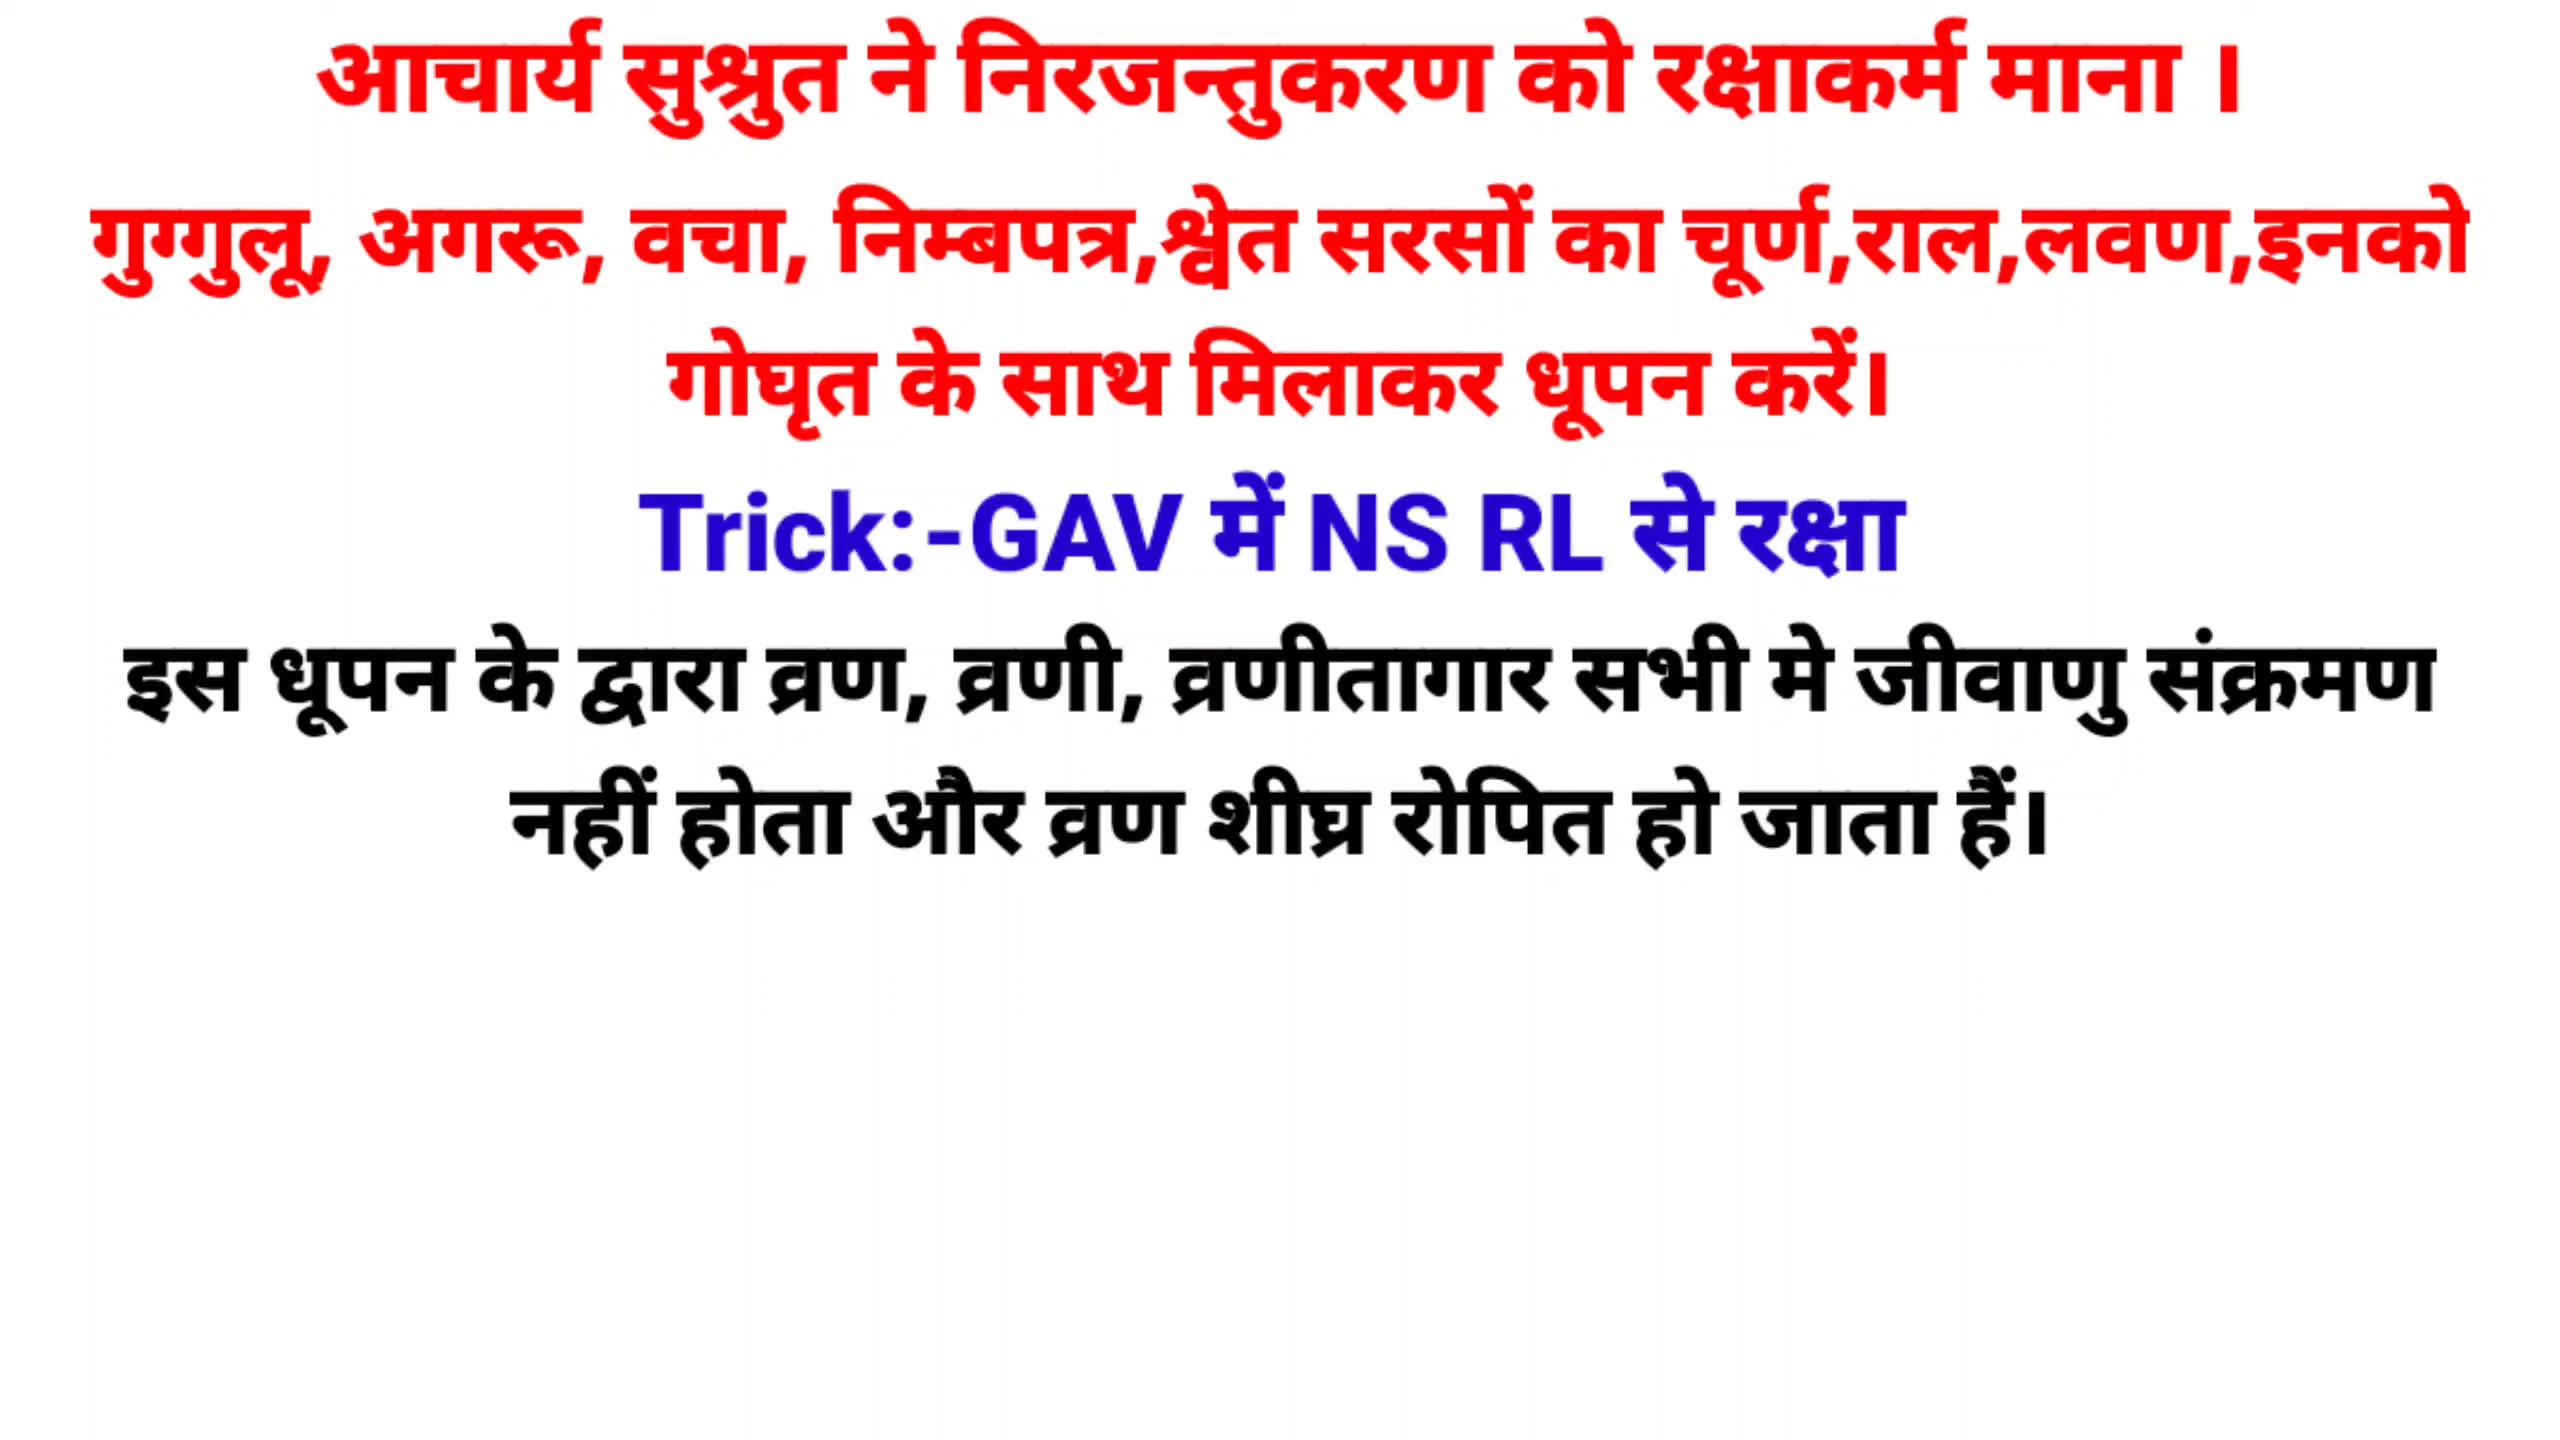 आचार्य सुश्रुत ने निरजन्तुकरण को रक्षाकर्म माना ।
गुग्गुलू, अगरू, वचा, निम्बपत्र,श्वेत सरसों का चूर्ण,राल,लवण,इनको
गोघृत के साथ मिलाकर धूपन करें।
Trick:-GAV में NS RL से रक्षा
इस धूपन के द्वारा व्रण, व्रणी, व्रणीतागार सभी मे जीवाणु संक्रमण
नहीं होता और व्रण शीघ्र रोपित हो जाता हैं।